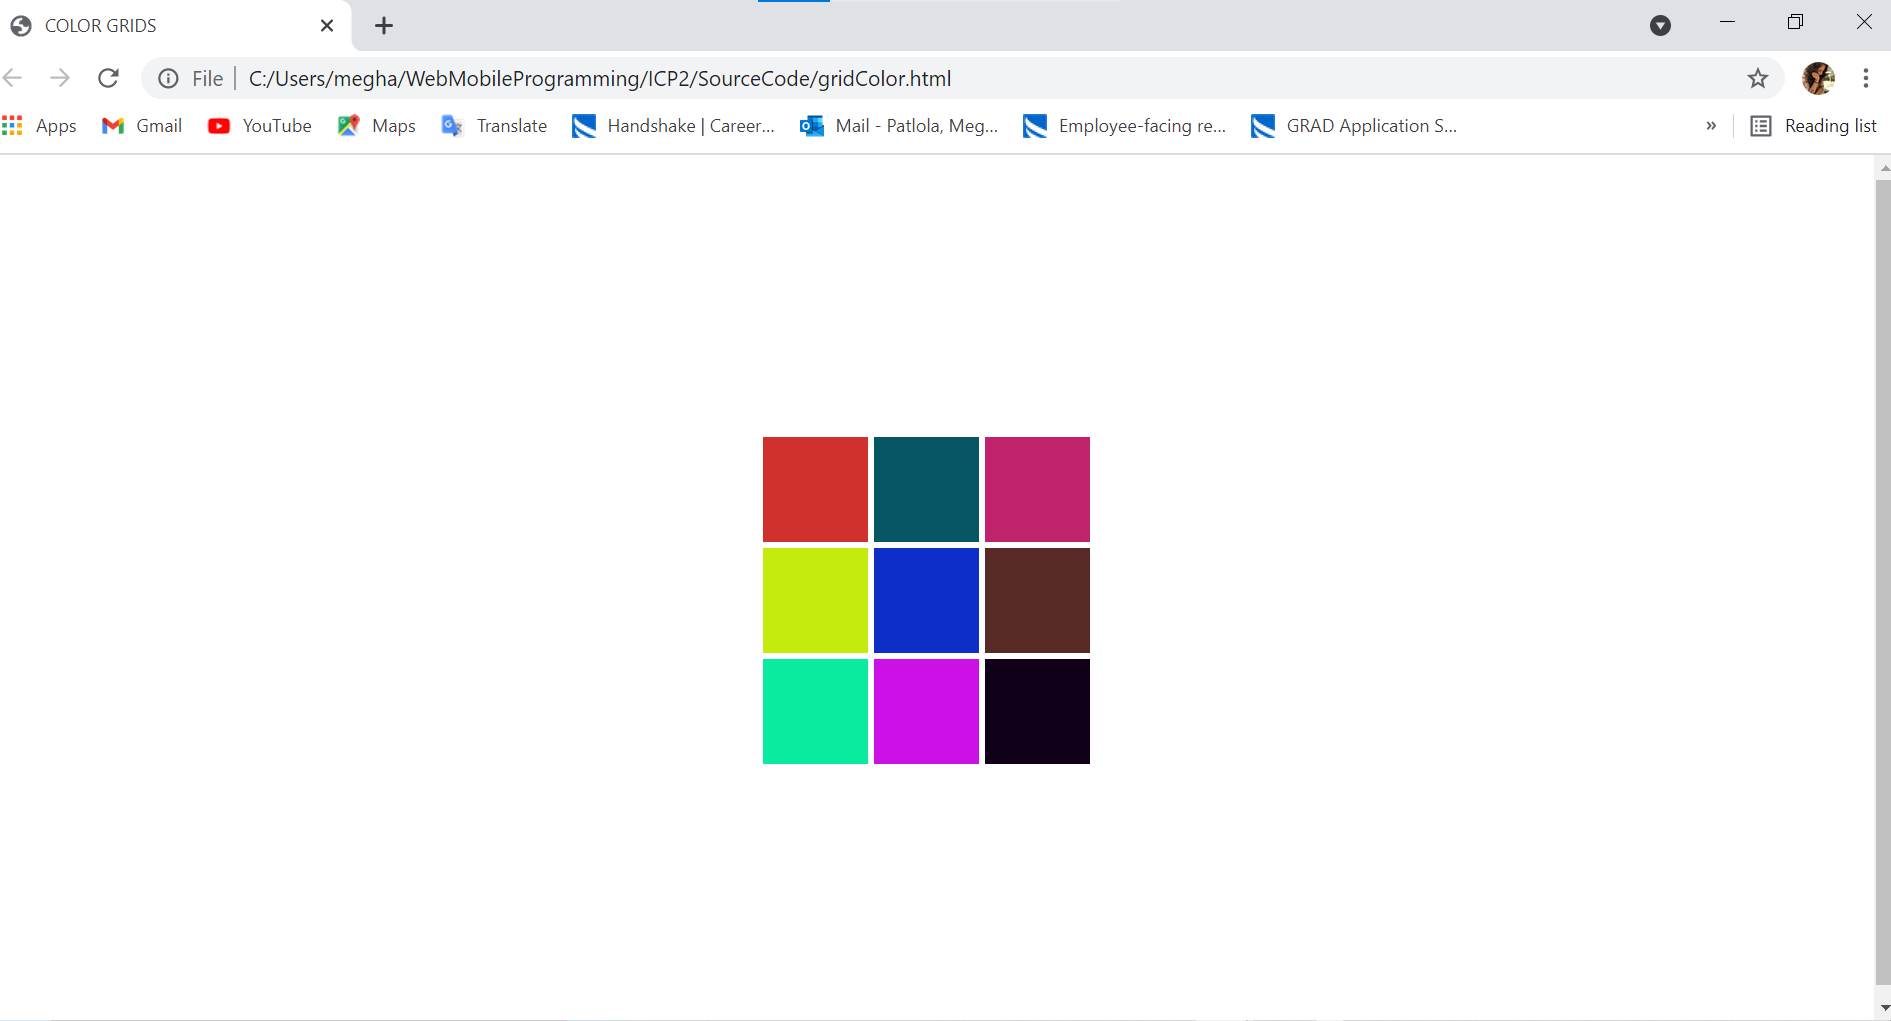 COLOR GRIDS
File C:/Users/megha/WebMobileProgramming/ICP2/SourceCode/gridColor.html
Apps Gmail YouTube Maps Translate Handshake | Career... Mail - Patlola, Meg... Employee-facing re... GRAD Application S... » Reading list